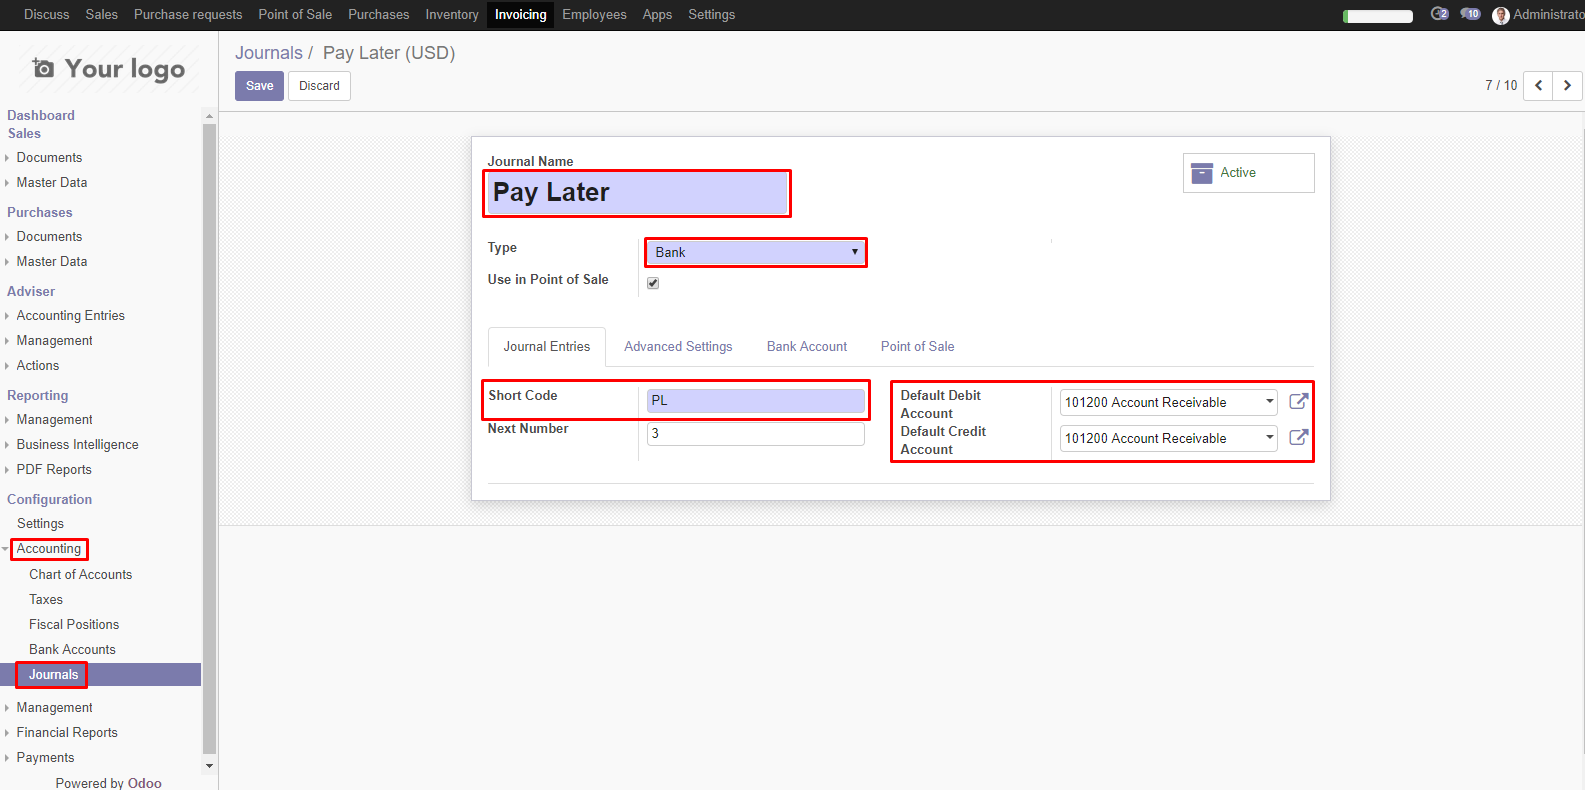 Discuss Sales Purchase requests Point of Sale Purchases Inventory Invoicing Employees Apps Settings 2 10 Administrato
Your logo
Journals / Pay Later (USD)
Save Discard
7 / 10
Dashboard
Sales
Documents
Master Data
Purchases
Documents
Master Data
Adviser
Accounting Entries
Management
Actions
Reporting
Management
Business Intelligence
PDF Reports
Configuration
Settings
Accounting
Chart of Accounts
Taxes
Fiscal Positions
Bank Accounts
Journals
Management
Financial Reports
Payments
Powered by Odoo
Journal Name
Pay Later
Active
Type Bank
Use in Point of Sale
Journal Entries Advanced Settings Bank Account Point of Sale
Short Code PL
Next Number 3
Default Debit
Account
101200 Account Receivable
Default Credit
Account
101200 Account Receivable